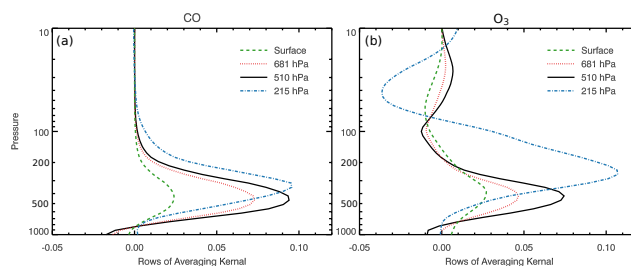 CO
O3
(a)
Surface
681 hPa
510 hPa
215 hPa
(b)
Surface
681 hPa
510 hPa
215 hPa
Pressure
10
100
200
500
1000
10
100
200
500
1000
-0.05 0.00 0.05 0.10
-0.05 0.00 0.05 0.10
Rows of Averaging Kernal
Rows of Averaging Kernal